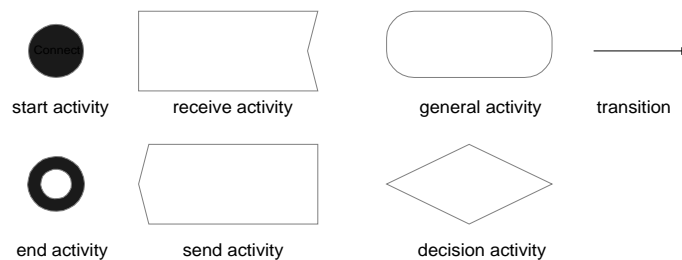 Connect
start activity
receive activity
general activity
transition
end activity
send activity
decision activity